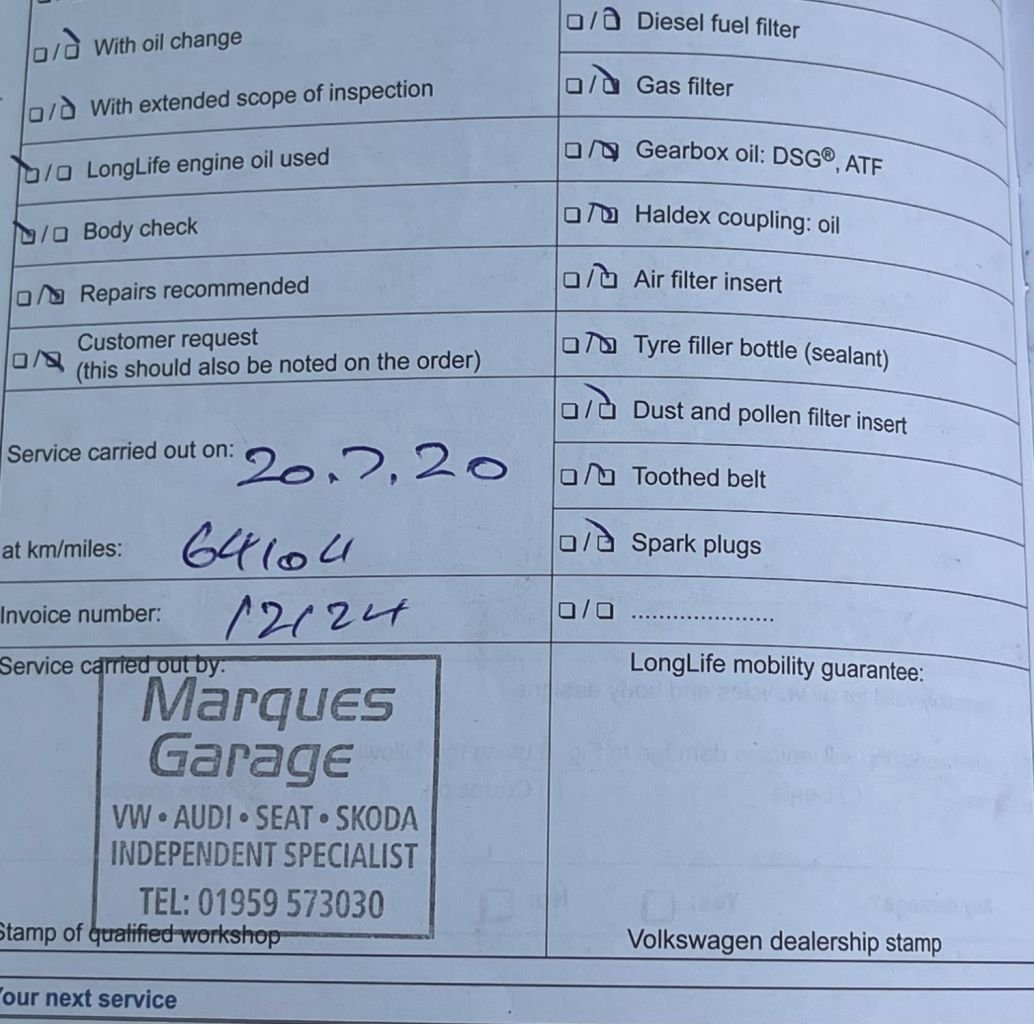 With oil change
With extended scope of inspection
LongLife engine oil used
Body check
Repairs recommended
Customer request
(this should also be noted on the order)
Service carried out on: 20.7.20
at km/miles: 64104
Invoice number: 12124
Service carried out by:
Marques
Garage
VW • AUDI • SEAT • SKODA
INDEPENDENT SPECIALIST
TEL: 01959 573030
Stamp of qualified workshop
Diesel fuel filter
Gas filter
Gearbox oil: DSG®, ATF
Haldex coupling: oil
Air filter insert
Tyre filler bottle (sealant)
Dust and pollen filter insert
Toothed belt
Spark plugs
.....................
LongLife mobility guarantee:
Volkswagen dealership stamp
Your next service